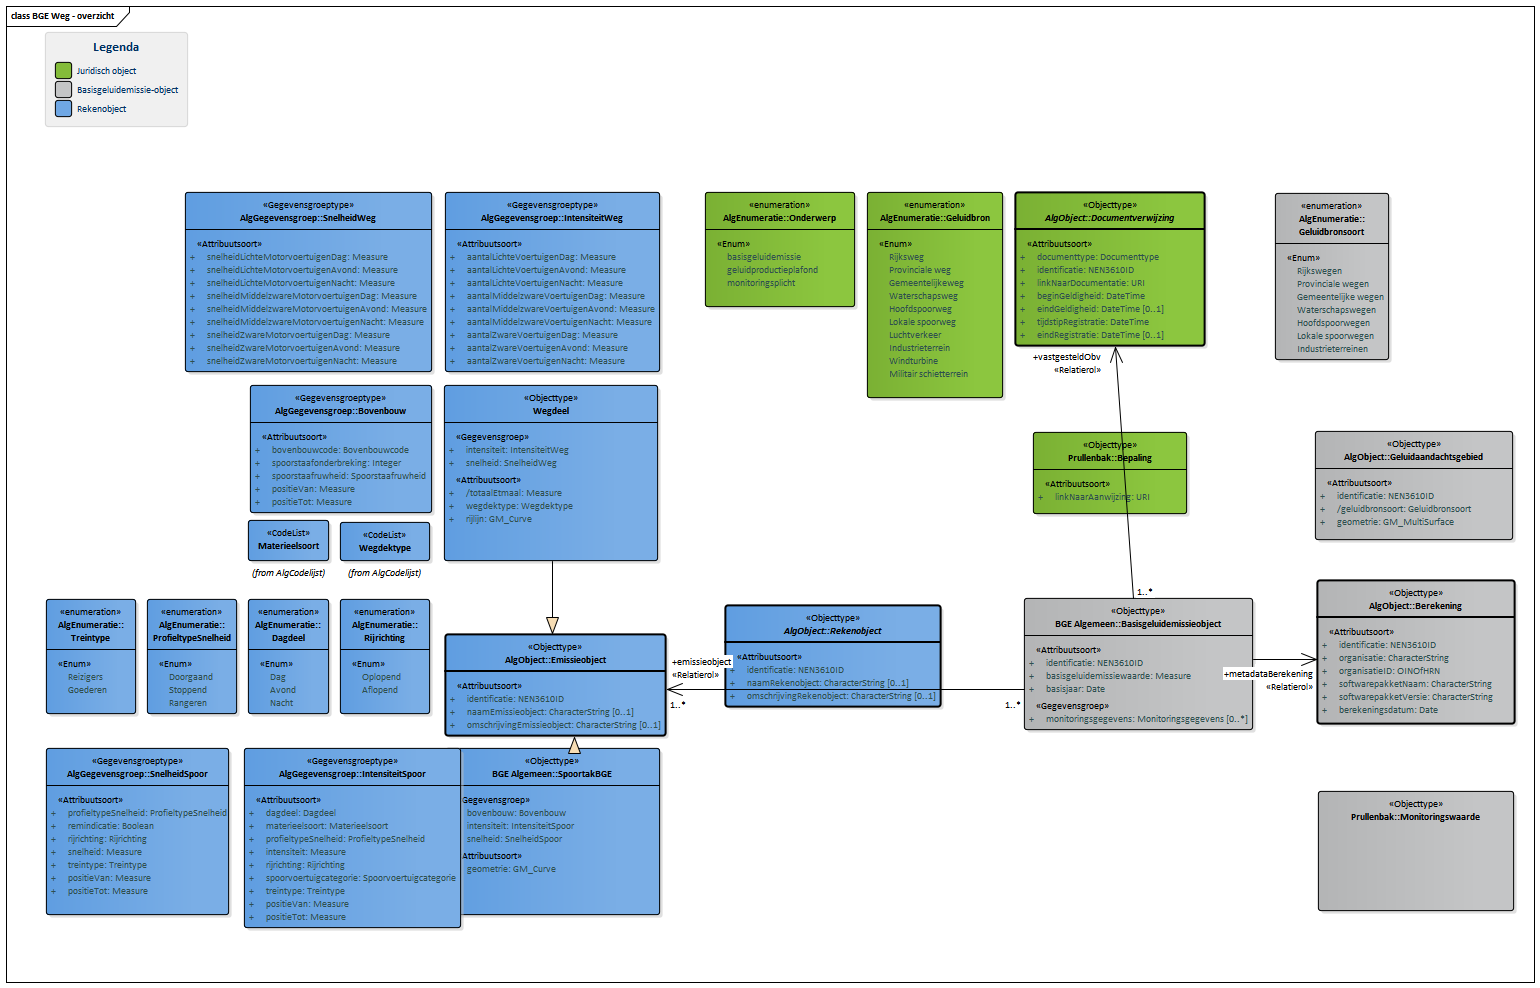 class BGE Weg - overzicht
Legenda
Juridisch object
Basisgeluidemissie-object
Rekenobject
«Gegevensgroeptype»
AlgGegevensgroep::SnelheidWeg
«Attribuutsoort»
+ snelheidLichteMotorvoertuigenDag: Measure
+ snelheidLichteMotorvoertuigenAvond: Measure
+ snelheidLichteMotorvoertuigenNacht: Measure
+ snelheidMiddelzwareMotorvoertuigenDag: Measure
+ snelheidMiddelzwareMotorvoertuigenAvond: Measure
+ snelheidMiddelzwareMotorvoertuigenNacht: Measure
+ snelheidZwareMotorvoertuigenDag: Measure
+ snelheidZwareMotorvoertuigenAvond: Measure
+ snelheidZwareMotorvoertuigenNacht: Measure
«Gegevensgroeptype»
AlgGegevensgroep::IntensiteitWeg
«Attribuutsoort»
+ aantalLichteVoertuigenDag: Measure
+ aantalLichteVoertuigenAvond: Measure
+ aantalLichteVoertuigenNacht: Measure
+ aantalMiddelzwareVoertuigenDag: Measure
+ aantalMiddelzwareVoertuigenAvond: Measure
+ aantalMiddelzwareVoertuigenNacht: Measure
+ aantalZwareVoertuigenDag: Measure
+ aantalZwareVoertuigenAvond: Measure
+ aantalZwareVoertuigenNacht: Measure
«enumeration»
AlgEnumeratie::Onderwerp
«Enum»
basisgeluidemissie
geluidproductieplafond
monitoringsplicht
«enumeration»
AlgEnumeratie::Geluidbron
«Enum»
Rijksweg
Provinciale weg
Gemeentelijkeweg
Waterschapsweg
Hoofdspoorweg
Lokale spoorweg
Luchtverkeer
Industrieterrein
Windturbine
Militair schietterrein
«Objecttype»
AlgObject::Documentverwijzing
«Attribuutsoort»
+ documenttype: Documenttype
+ identificatie: NEN3610ID
+ linkNaarDocumentatie: URI
+ beginGeldigheid: DateTime
+ eindGeldigheid: DateTime [0..1]
+ tijdstipRegistratie: DateTime
+ eindRegistratie: DateTime [0..1]
«enumeration»
AlgEnumeratie::
Geluidbronsoort
«Enum»
Rijkswegen
Provinciale wegen
Gemeentelijke wegen
Waterschapswegen
Hoofdspoorwegen
Lokale spoorwegen
Industrieterreinen
+vastgesteldObv
«Relatierol»
«Gegevensgroeptype»
AlgGegevensgroep::Bovenbouw
«Attribuutsoort»
+ bovenbouwcode: Bovenbouwcode
+ spoorstaafonderbreking: Integer
+ spoorstaafruwheid: Spoorstaafruwheid
+ positieVan: Measure
+ positieTot: Measure
«Objecttype»
Wegdeel
«Gegevensgroep»
+ intensiteit: IntensiteitWeg
+ snelheid: SnelheidWeg
«Attribuutsoort»
+ /totaalEtmaal: Measure
+ wegdektype: Wegdektype
+ rijlijn: GM_Curve
«Objecttype»
Prullenbak::Bepaling
«Attribuutsoort»
+ linkNaarAanwijzing: URI
«Objecttype»
AlgObject::Geluidaandachtsgebied
«Attribuutsoort»
+ identificatie: NEN3610ID
+ /geluidbronsoort: Geluidbronsoort
+ geometrie: GM_MultiSurface
«CodeList»
Materieelsoort
(from AlgCodelijst)
«CodeList»
Wegdektype
(from AlgCodelijst)
«enumeration»
AlgEnumeratie::
Treintype
«Enum»
Reizigers
Goederen
«enumeration»
AlgEnumeratie::
ProfieltypeSnelheid
«Enum»
Doorgaand
Stoppend
Rangeren
«enumeration»
AlgEnumeratie::
Dagdeel
«Enum»
Dag
Avond
Nacht
«enumeration»
AlgEnumeratie::
Rijrichting
«Enum»
Oplopend
Aflopend
«Objecttype»
AlgObject::Emissieobject
«Attribuutsoort»
+ identificatie: NEN3610ID
+ naamEmissieobject: CharacterString [0..1]
+ omschrijvingEmissieobject: CharacterString [0..1]
+emissieobject
«Relatierol»
1..*
«Objecttype»
AlgObject::Rekenobject
«Attribuutsoort»
+ identificatie: NEN3610ID
+ naamRekenobject: CharacterString [0..1]
+ omschrijvingRekenobject: CharacterString [0..1]
1..*
1..*
«Objecttype»
BGE Algemeen::Basisgeluidemissieobject
«Attribuutsoort»
+ identificatie: NEN3610ID
+ basisgeluidemissiewaarde: Measure
+ basisjaar: Date
«Gegevensgroep»
+ monitoringsgegevens: Monitoringsgegevens [0..*]
+metadataBerekening
«Relatierol»
«Objecttype»
AlgObject::Berekening
«Attribuutsoort»
+ identificatie: NEN3610ID
+ organisatie: CharacterString
+ organisatieID: OINOfHRN
+ softwarepakketNaam: CharacterString
+ softwarepakketVersie: CharacterString
+ berekeningsdatum: Date
«Gegevensgroeptype»
AlgGegevensgroep::SnelheidSpoor
«Attribuutsoort»
+ profieltypeSnelheid: ProfieltypeSnelheid
+ remindicatie: Boolean
+ rijrichting: Rijrichting
+ snelheid: Measure
+ treintype: Treintype
+ positieVan: Measure
+ positieTot: Measure
«Gegevensgroeptype»
AlgGegevensgroep::IntensiteitSpoor
«Attribuutsoort»
+ dagdeel: Dagdeel
+ materieelsoort: Materieelsoort
+ profieltypeSnelheid: ProfieltypeSnelheid
+ intensiteit: Measure
+ rijrichting: Rijrichting
+ spoorvoertuigcategorie: Spoorvoertuigcategorie
+ treintype: Treintype
+ positieVan: Measure
+ positieTot: Measure
«Objecttype»
BGE Algemeen::SpoortakBGE
Gegevensgroep»
bovenbouw: Bovenbouw
intensiteit: IntensiteitSpoor
snelheid: SnelheidSpoor
Attribuutsoort»
geometrie: GM_Curve
«Objecttype»
Prullenbak::Monitoringswaarde